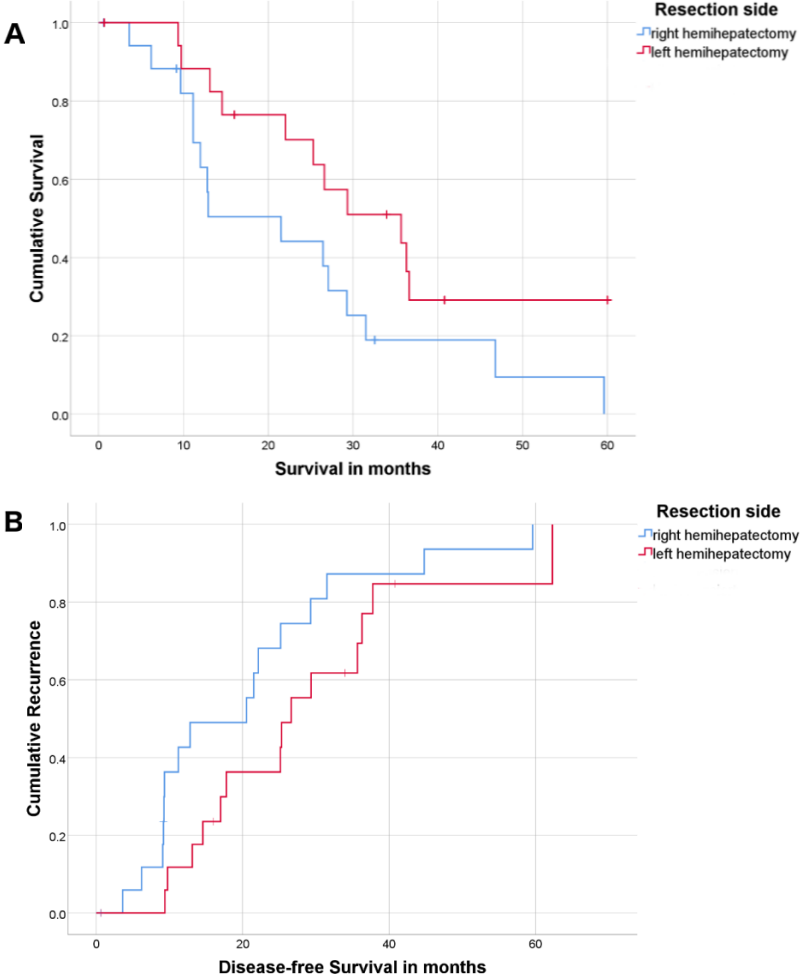 A
Resection side
right hemihepatectomy
left hemihepatectomy
Cumulative Survival
1.0
0.8
0.6
0.4
0.2
0.0
0 10 20 30 40 50 60
Survival in months
B
Resection side
right hemihepatectomy
left hemihepatectomy
Cumulative Recurrence
1.0
0.8
0.6
0.4
0.2
0.0
0 20 40 60
Disease-free Survival in months